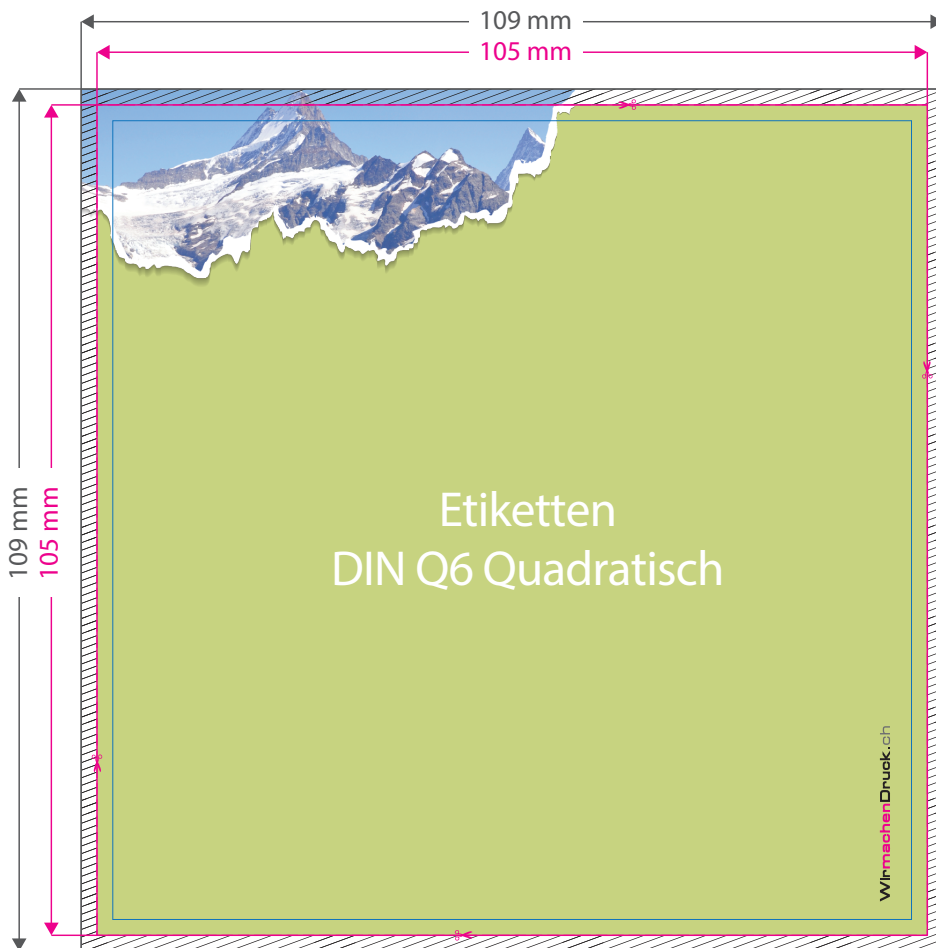 109 mm
105 mm
109 mm
105 mm
Etiketten
DIN Q6 Quadratisch
WirmachenDruck.ch